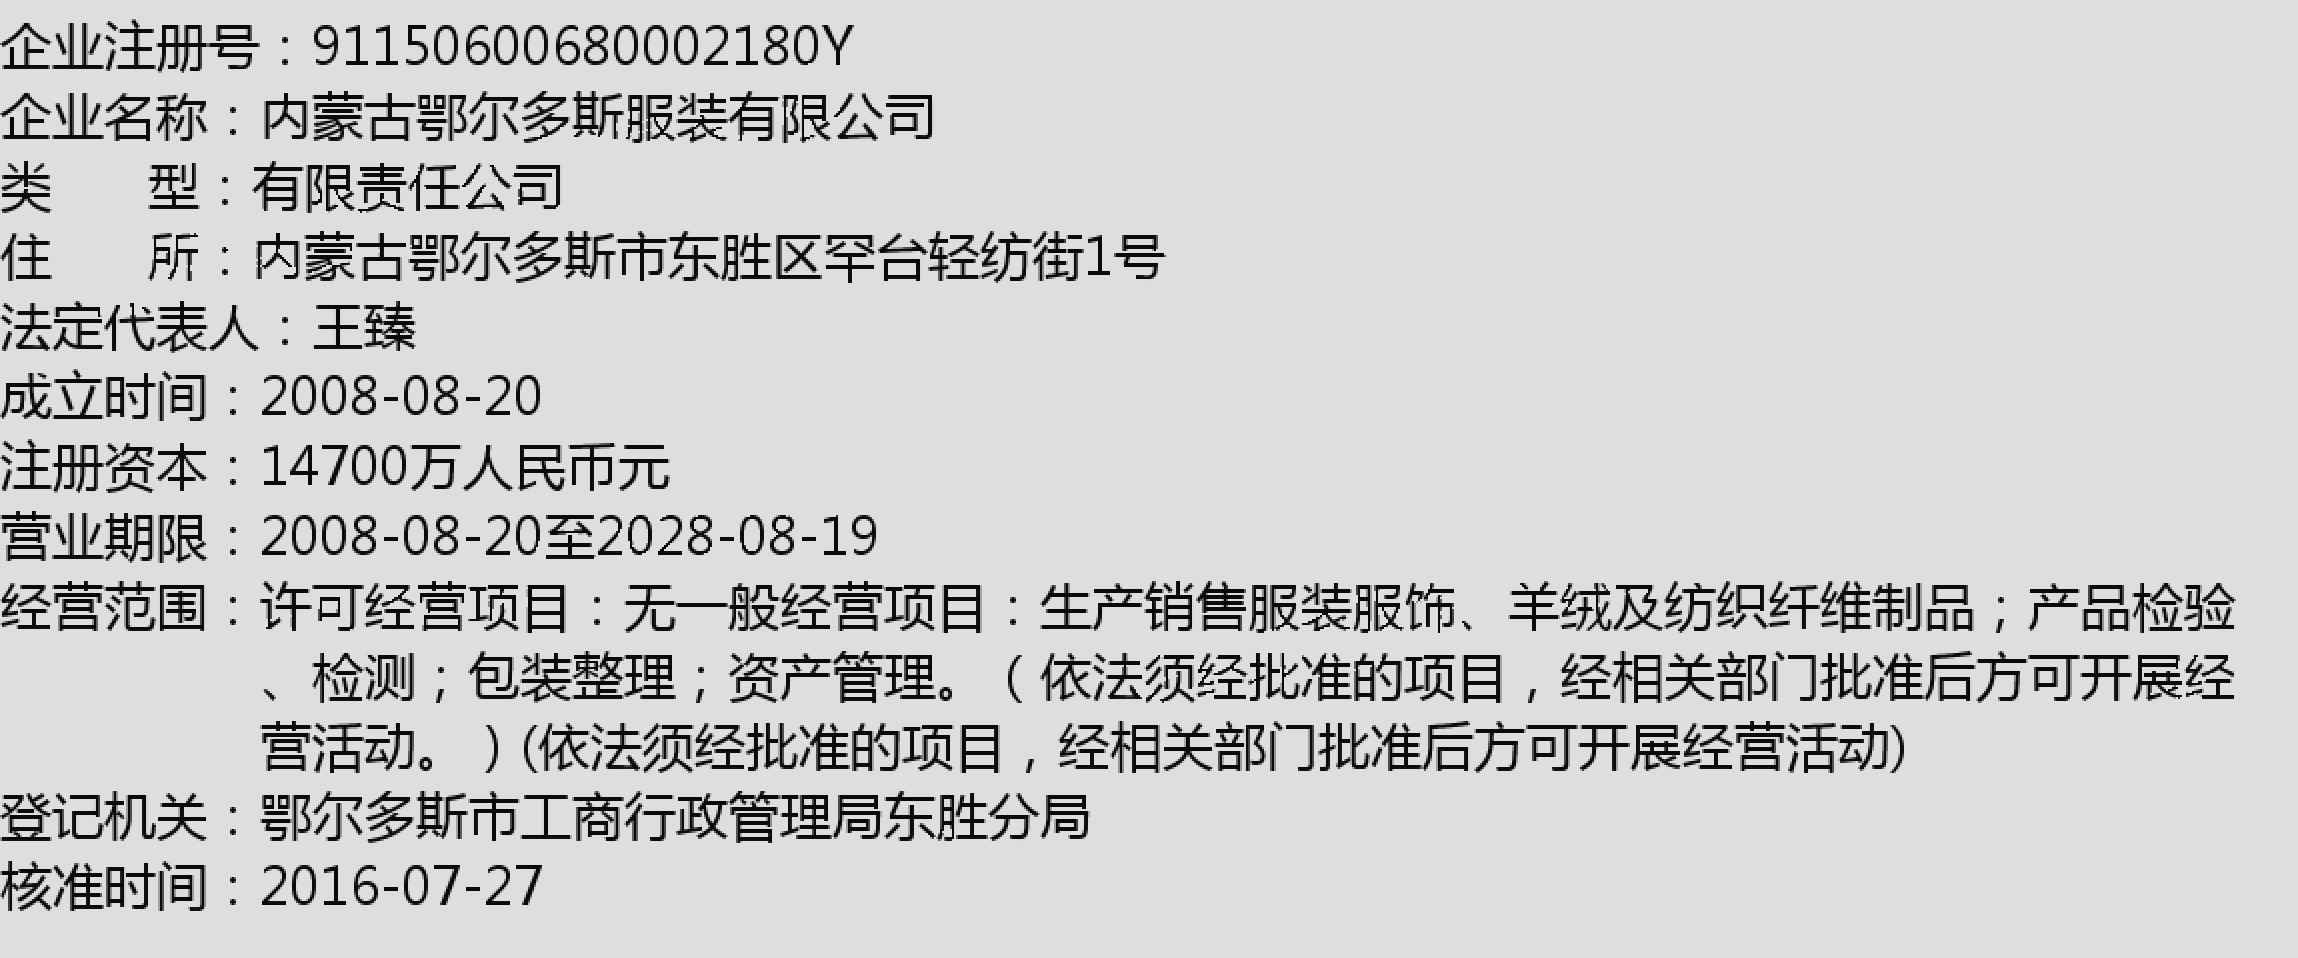 企业注册号：91150600680002180Y
企业名称：内蒙古鄂尔多斯服装有限公司
类　　型：有限责任公司
住　　所：内蒙古鄂尔多斯市东胜区罕台轻纺街1号
法定代表人：王臻
成立时间：2008-08-20
注册资本：14700万人民币元
营业期限：2008-08-20至2028-08-19
经营范围：许可经营项目：无一般经营项目：生产销售服装服饰、羊绒及纺织纤维制品；产品检验
、检测；包装整理；资产管理。（依法须经批准的项目，经相关部门批准后方可开展经
营活动。）(依法须经批准的项目，经相关部门批准后方可开展经营活动)
登记机关：鄂尔多斯市工商行政管理局东胜分局
核准时间：2016-07-27